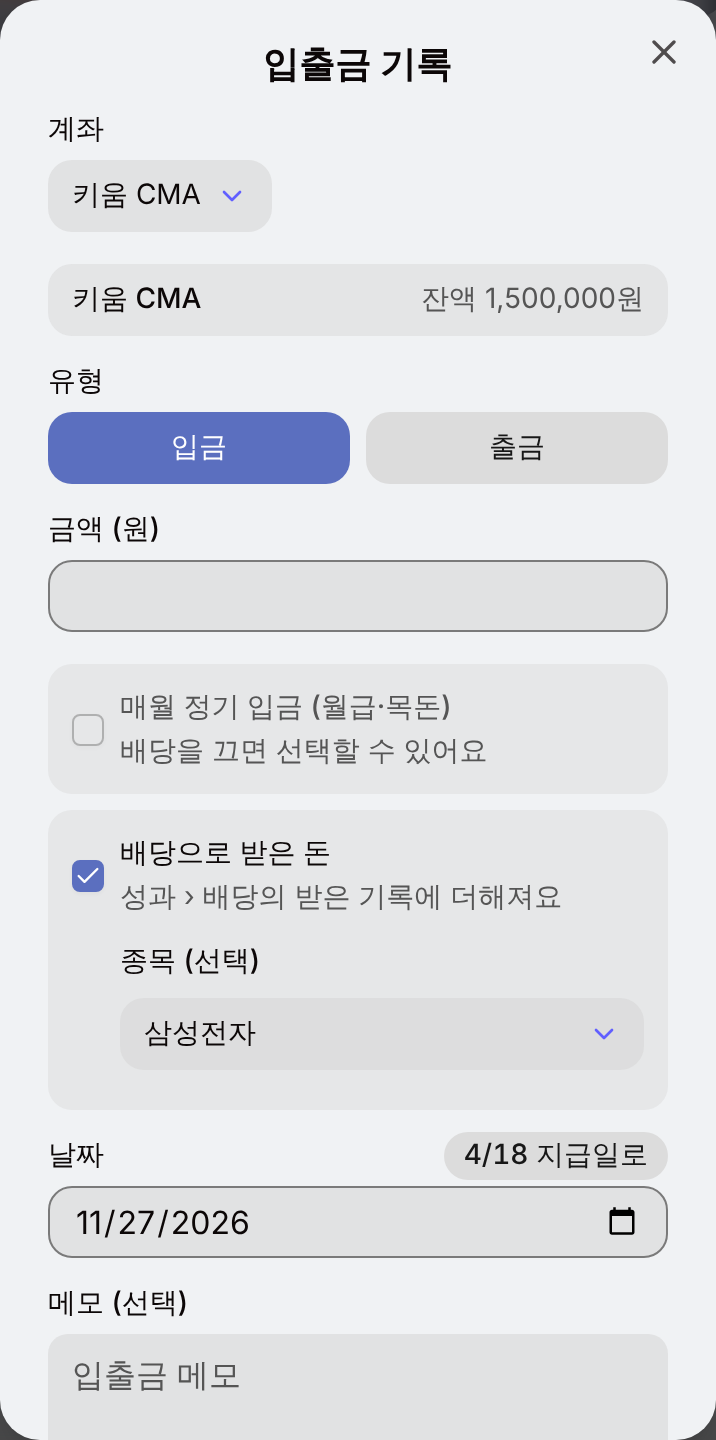 입출금 기록
계좌
키움 CMA
키움 CMA 잔액 1,500,000원
유형
입금 출금
금액 (원)
매월 정기 입금 (월급·목돈)
배당을 끄면 선택할 수 있어요
배당으로 받은 돈
성과 › 배당의 받은 기록에 더해져요
종목 (선택)
삼성전자
날짜 4/18 지급일로
11/27/2026
메모 (선택)
입출금 메모